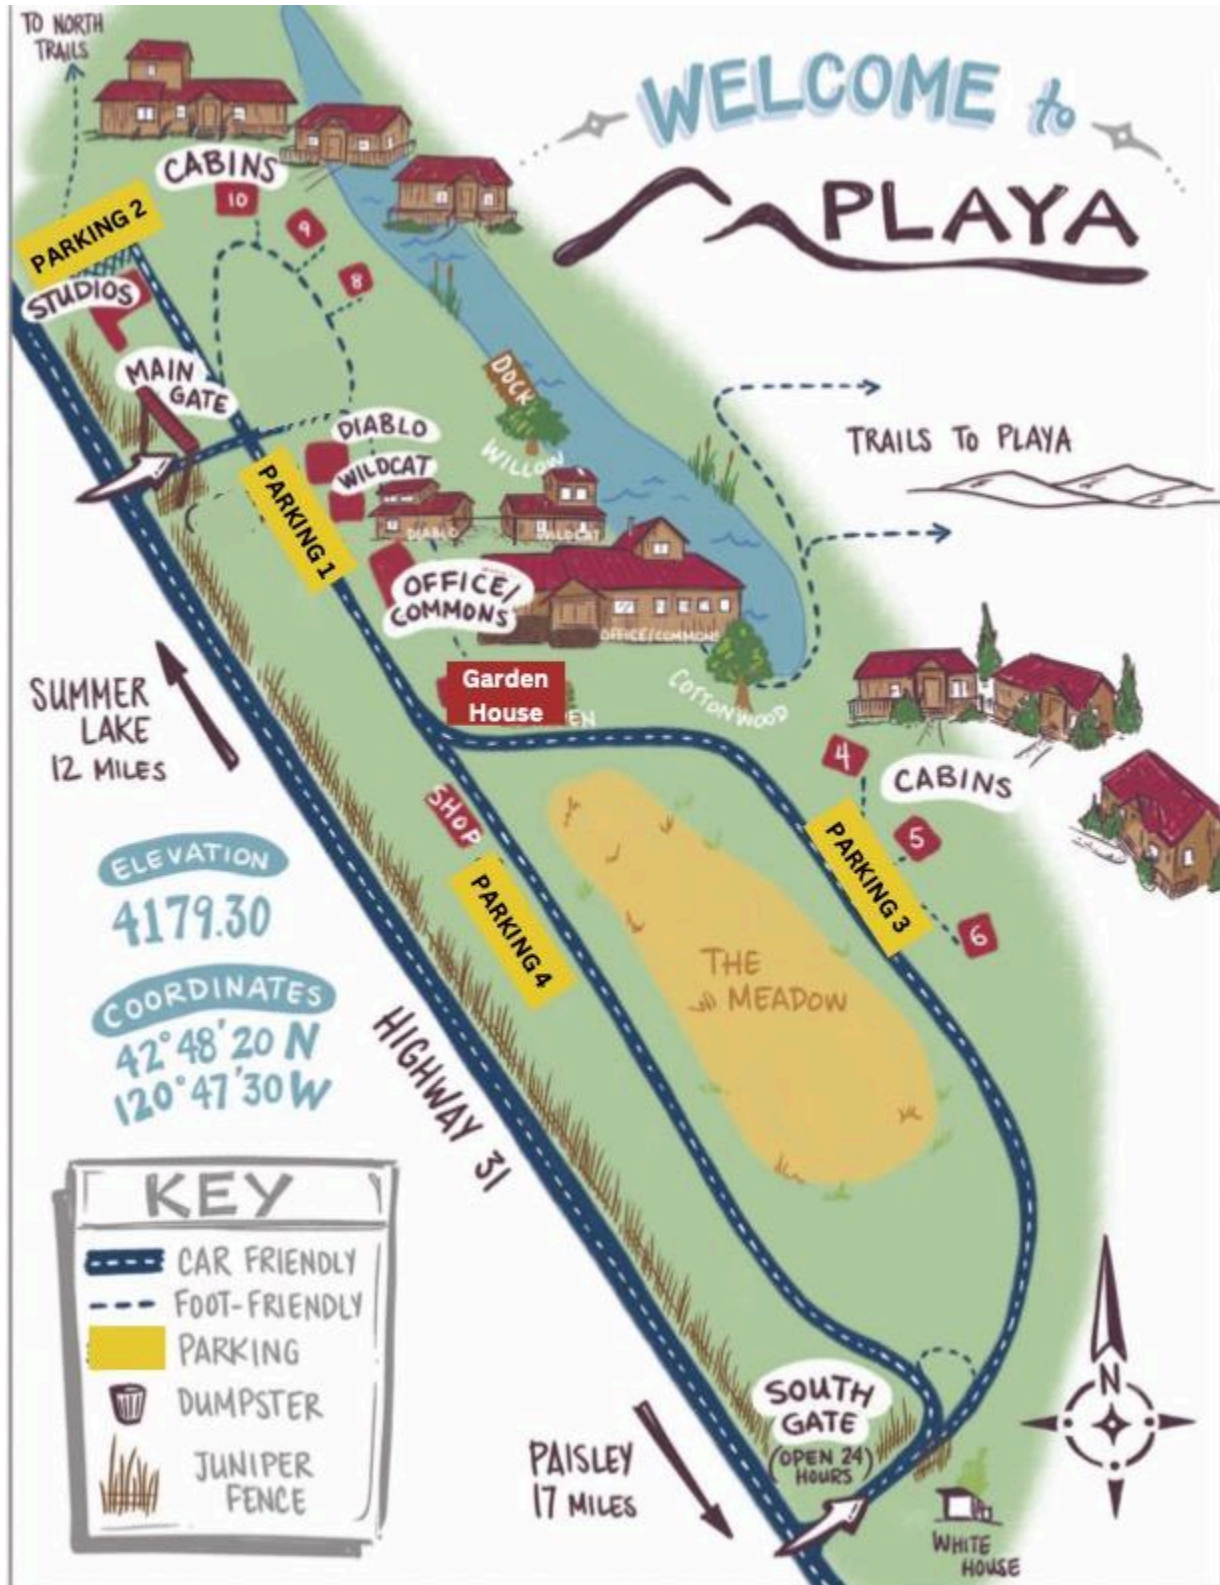 TO NORTH
TRAILS
WELCOME to
PLAYA
CABINS
10
9
8
PARKING 2
STUDIOS
MAIN
GATE
DOCK
WILLOW
DIABLO
WILDCAT
DIABLO
WILDCAT
PARKING 1
OFFICE/
COMMONS
OFFICE/COMMONS
TRAILS TO PLAYA
Garden
House
EN
COTTONWOOD
SUMMER
LAKE
12 MILES
4
CABINS
5
6
SHOP
PARKING 3
PARKING 4
ELEVATION
4179.30
THE
MEADOW
COORDINATES
42°48'20 N
120°47'30 W
HIGHWAY 31
KEY
CAR FRIENDLY
FOOT-FRIENDLY
PARKING
DUMPSTER
JUNIPER
FENCE
SOUTH
GATE
(OPEN 24
HOURS)
PAISLEY
17 MILES
N
WHITE
HOUSE